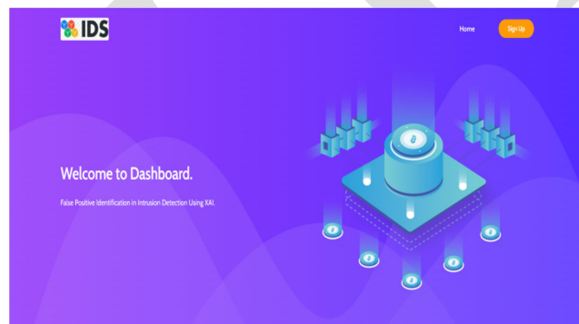 IDS
Home
Sign Up
Welcome to Dashboard.
False Positive Identification in Intrusion Detection Using XAI.